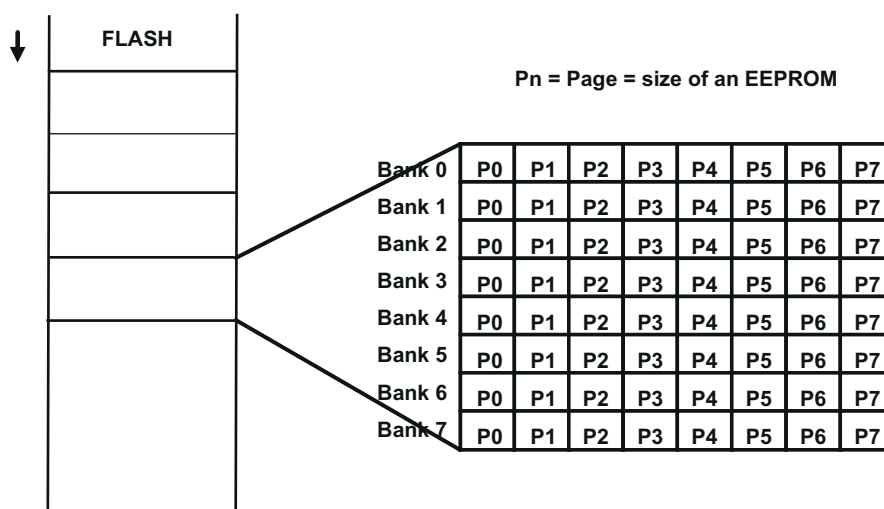 FLASH
Pn = Page = size of an EEPROM
Bank 0 P0 P1 P2 P3 P4 P5 P6 P7
Bank 1 P0 P1 P2 P3 P4 P5 P6 P7
Bank 2 P0 P1 P2 P3 P4 P5 P6 P7
Bank 3 P0 P1 P2 P3 P4 P5 P6 P7
Bank 4 P0 P1 P2 P3 P4 P5 P6 P7
Bank 5 P0 P1 P2 P3 P4 P5 P6 P7
Bank 6 P0 P1 P2 P3 P4 P5 P6 P7
Bank 7 P0 P1 P2 P3 P4 P5 P6 P7